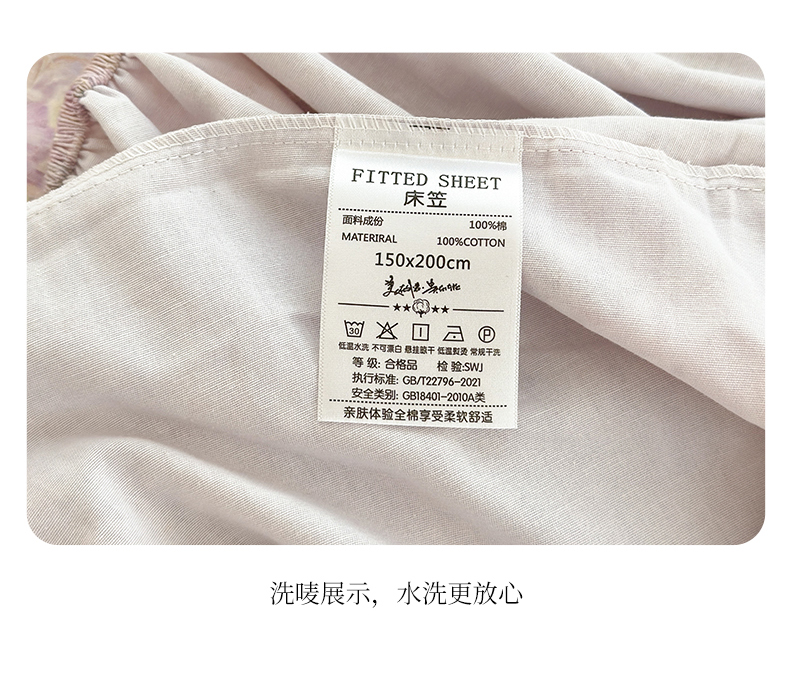 FITTED SHEET
床笠
面料成份 100%棉
MATERIRAL 100%COTTON
150x200cm
30
低温水洗 不可漂白 悬挂晾干 低温熨烫 常规干洗
等 级: 合格品 检 验:SWJ
执行标准: GB/T22796-2021
安全类别: GB18401-2010A类
亲肤体验全棉享受柔软舒适
洗唛展示，水洗更放心